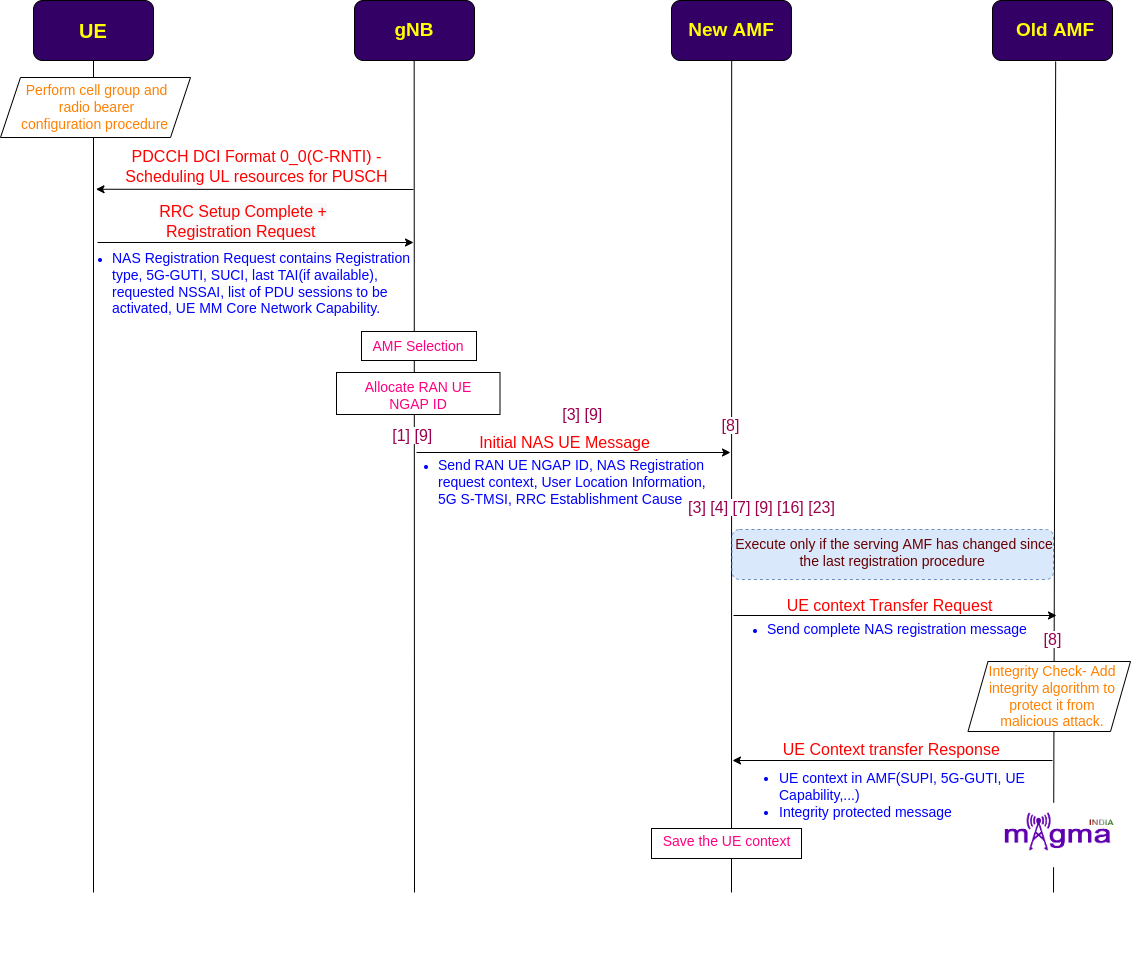 UE
gNB
New AMF
Old AMF
Perform cell group and
radio bearer
configuration procedure
PDCCH DCI Format 0_0(C-RNTI) -
Scheduling UL resources for PUSCH
RRC Setup Complete +
Registration Request
• NAS Registration Request contains Registration
type, 5G-GUTI, SUCI, last TAI(if available),
requested NSSAI, list of PDU sessions to be
activated, UE MM Core Network Capability.
AMF Selection
Allocate RAN UE
NGAP ID
[3] [9]
[8]
[1] [9]
Initial NAS UE Message
• Send RAN UE NGAP ID, NAS Registration
request context, User Location Information,
5G S-TMSI, RRC Establishment Cause
[3] [4] [7] [9] [16] [23]
Execute only if the serving AMF has changed since
the last registration procedure
UE context Transfer Request
• Send complete NAS registration message
[8]
Integrity Check- Add
integrity algorithm to
protect it from
malicious attack.
UE Context transfer Response
• UE context in AMF(SUPI, 5G-GUTI, UE
Capability,...)
• Integrity protected message
INDIA
magma
Save the UE context